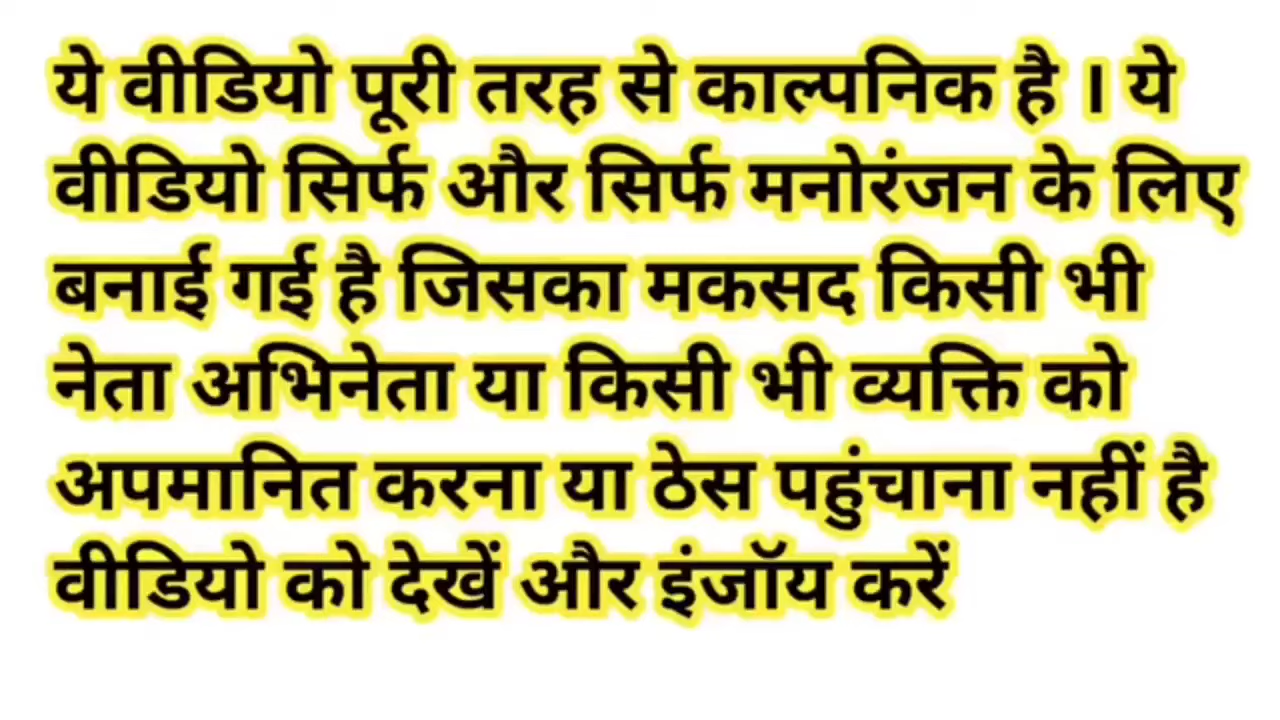 ये वीडियो पूरी तरह से काल्पनिक है । ये
वीडियो सिर्फ और सिर्फ मनोरंजन के लिए
बनाई गई है जिसका मकसद किसी भी
नेता अभिनेता या किसी भी व्यक्ति को
अपमानित करना या ठेस पहुंचाना नहीं है
वीडियो को देखें और इंजॉय करें